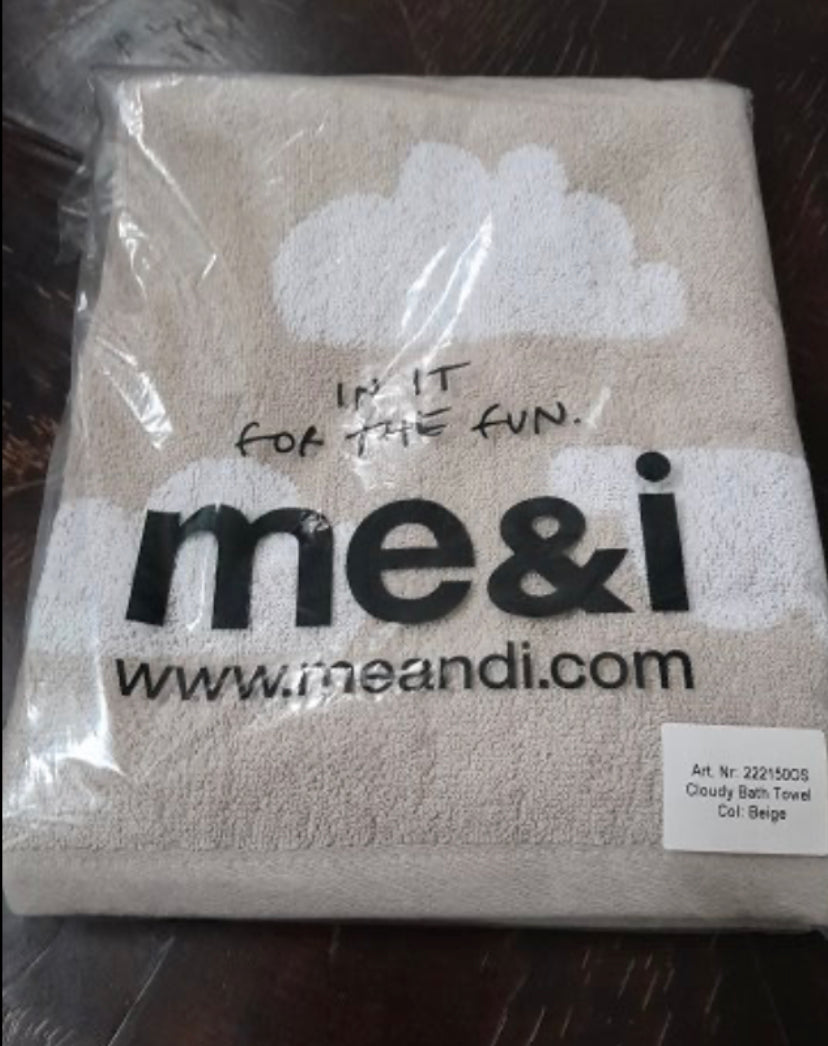 IN IT
FOR THE FUN.
me&i
www.meandi.com
Art. Nr: 222150OS
Cloudy Bath Towel
Col: Beige